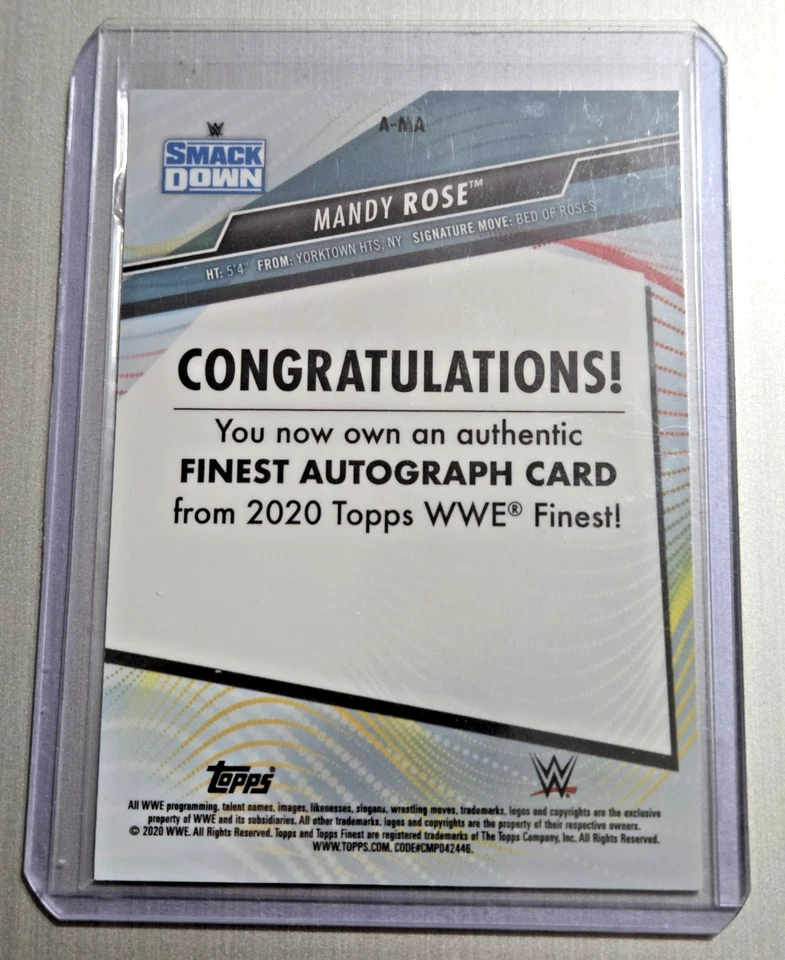 A-MA
W
SMACK
DOWN
MANDY ROSE™
HT: 5'4" FROM: YORKTOWN HTS, NY SIGNATURE MOVE: BED OF ROSES
CONGRATULATIONS!
You now own an authentic
FINEST AUTOGRAPH CARD
from 2020 Topps WWE® Finest!
topps®
W
All WWE programming, talent names, images, likenesses, slogans, wrestling moves, trademarks, logos and copyrights are the exclusive
property of WWE and its subsidiaries. All other trademarks, logos and copyrights are the property of their respective owners.
© 2020 WWE. All Rights Reserved. Topps and Topps Finest are registered trademarks of The Topps Company, Inc. All Rights Reserved.
WWW.TOPPS.COM. CODE#CMP042446.